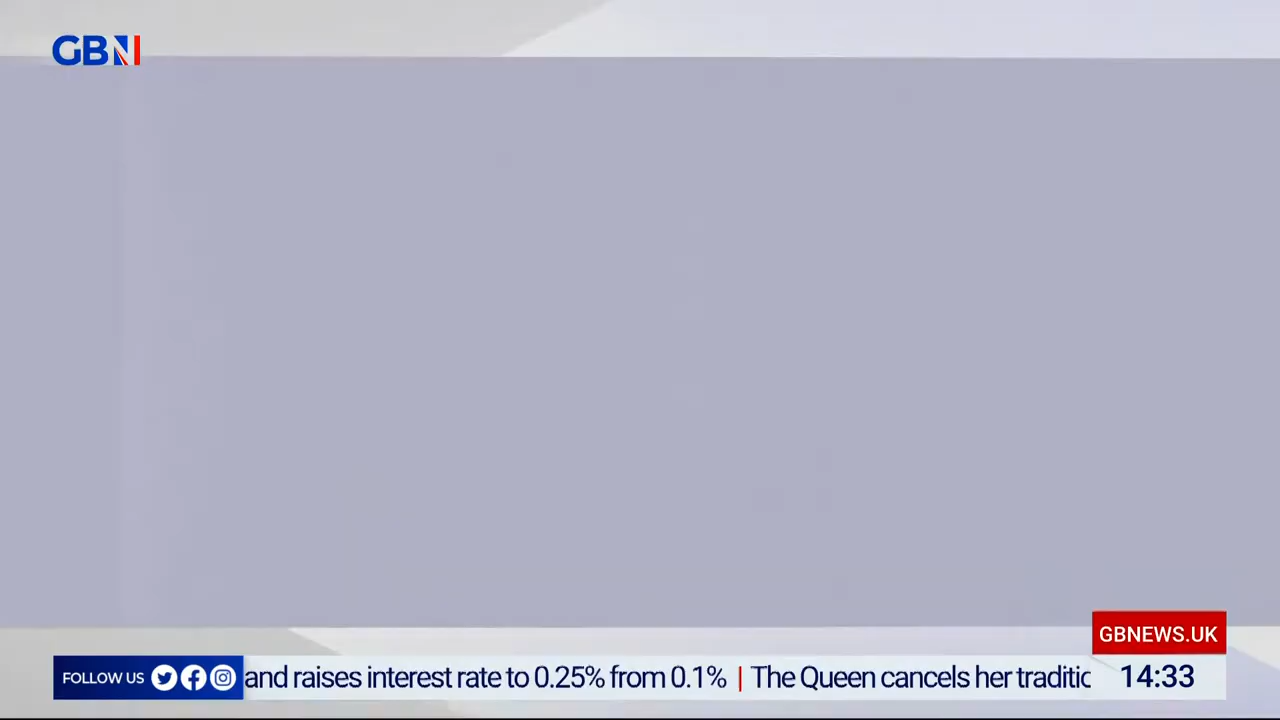 GBN
GBNEWS.UK
FOLLOW US and raises interest rate to 0.25% from 0.1% | The Queen cancels her traditic 14:33